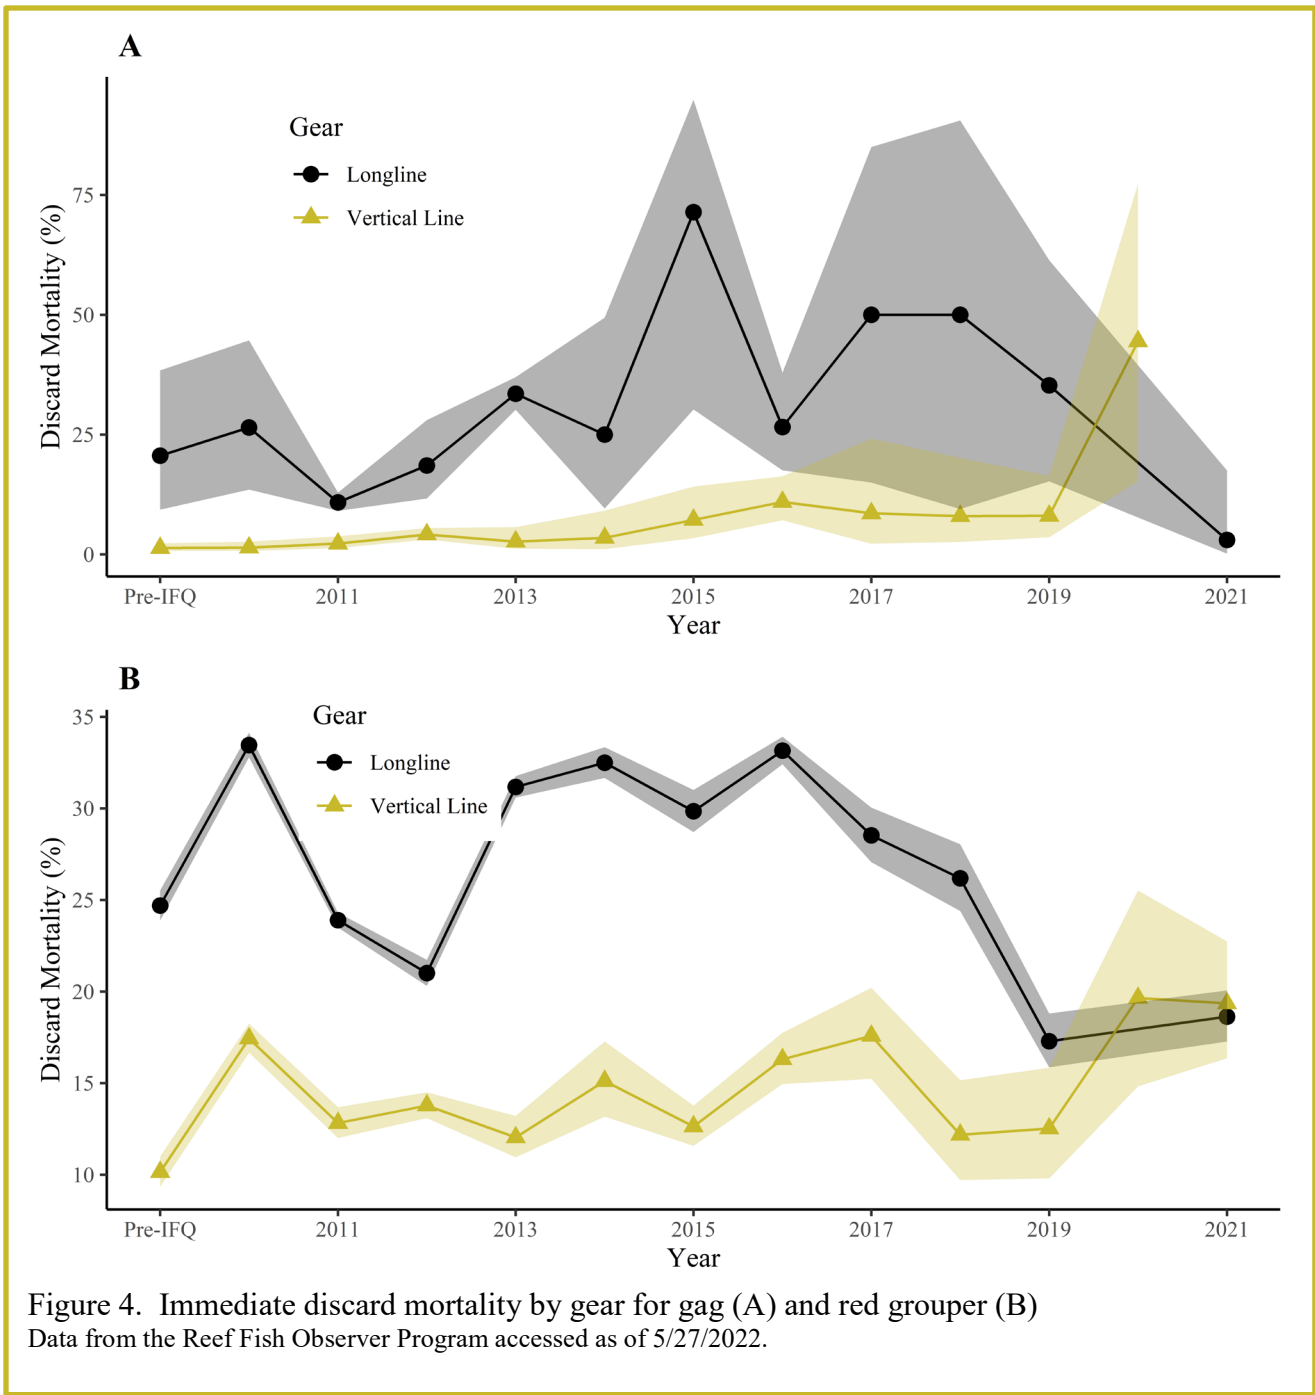 A
Gear
Longline
Vertical Line
Discard Mortality (%)
75
50
25
0
Pre-IFQ 2011 2013 2015 2017 2019 2021
Year
B
Gear
Longline
Vertical Line
Discard Mortality (%)
35
30
25
20
15
10
Pre-IFQ 2011 2013 2015 2017 2019 2021
Year
Figure 4. Immediate discard mortality by gear for gag (A) and red grouper (B)
Data from the Reef Fish Observer Program accessed as of 5/27/2022.